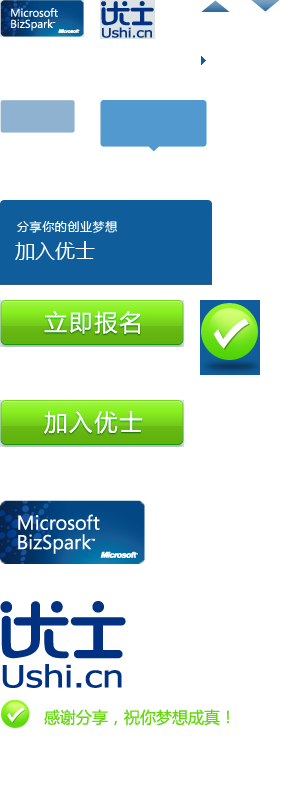 Microsoft
BizSpark™
Microsoft
优士
Ushi.cn
分享你的创业梦想
加入优士
立即报名
加入优士
Microsoft
BizSpark™
Microsoft
优士
Ushi.cn
感谢分享，祝你梦想成真！